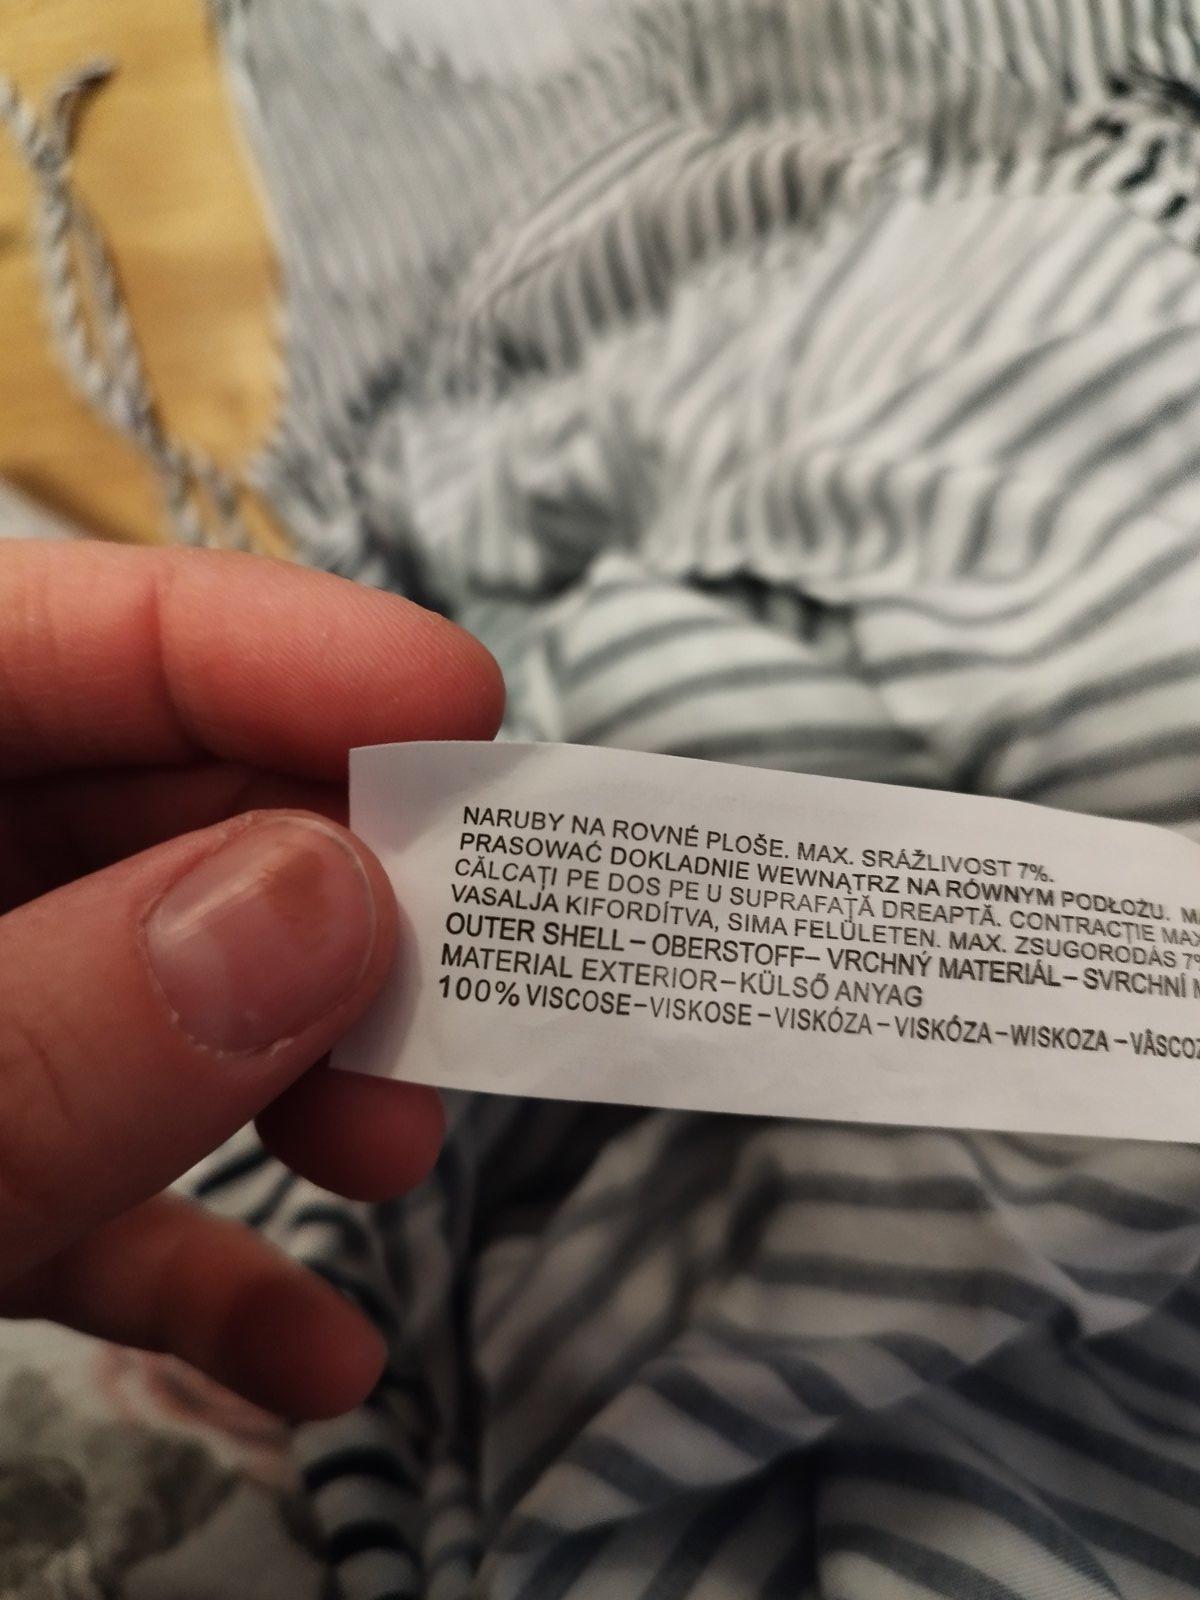 NARUBY NA ROVNÉ PLOŠE. MAX. SRÁŽLIVOST 7%.
PRASOWAĆ DOKLADNIE WEWNĄTRZ NA RÓWNYM PODŁOŻU.
CĂLCAȚI PE DOS PE U SUPRAFAȚĂ DREAPTĂ. CONTRACȚIE MAX
VASALJA KIFORDÍTVA, SIMA FELÜLETEN. MAX. ZSUGORODÁS 7%
OUTER SHELL – OBERSTOFF – VRCHNÝ MATERIÁL – SVRCHNÍ
MATERIAL EXTERIOR – KÜLSŐ ANYAG
100% VISCOSE – VISKOSE – VISKÓZA – VISKÓZA – WISKOZA –